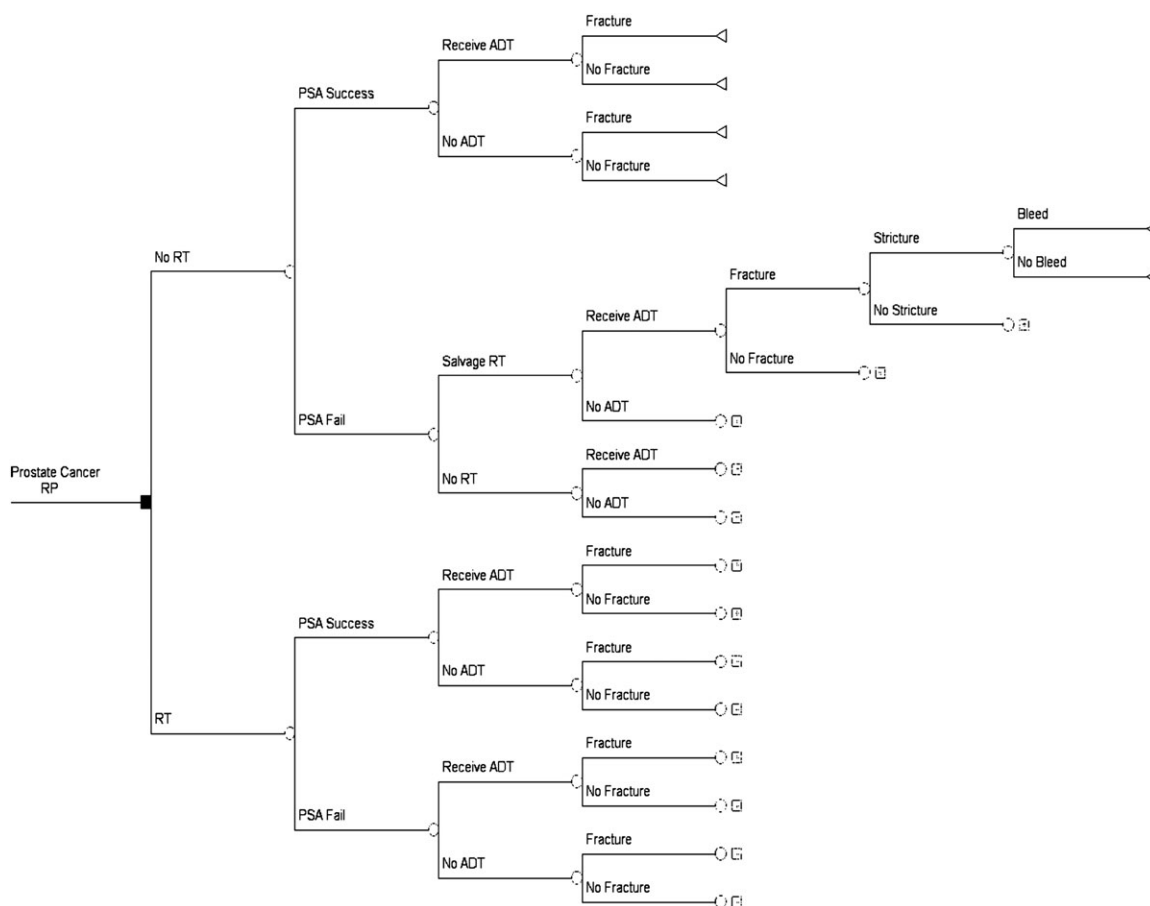 Fracture
Receive ADT
No Fracture
PSA Success
Fracture
No ADT
No Fracture
Bleed
Stricture
No RT
No Bleed
Fracture
No Stricture
Receive ADT
No Fracture
Salvage RT
No ADT
PSA Fail
Receive ADT
No RT
No ADT
Prostate Cancer
RP
Fracture
Receive ADT
No Fracture
PSA Success
Fracture
No ADT
No Fracture
RT
Fracture
Receive ADT
No Fracture
PSA Fail
Fracture
No ADT
No Fracture